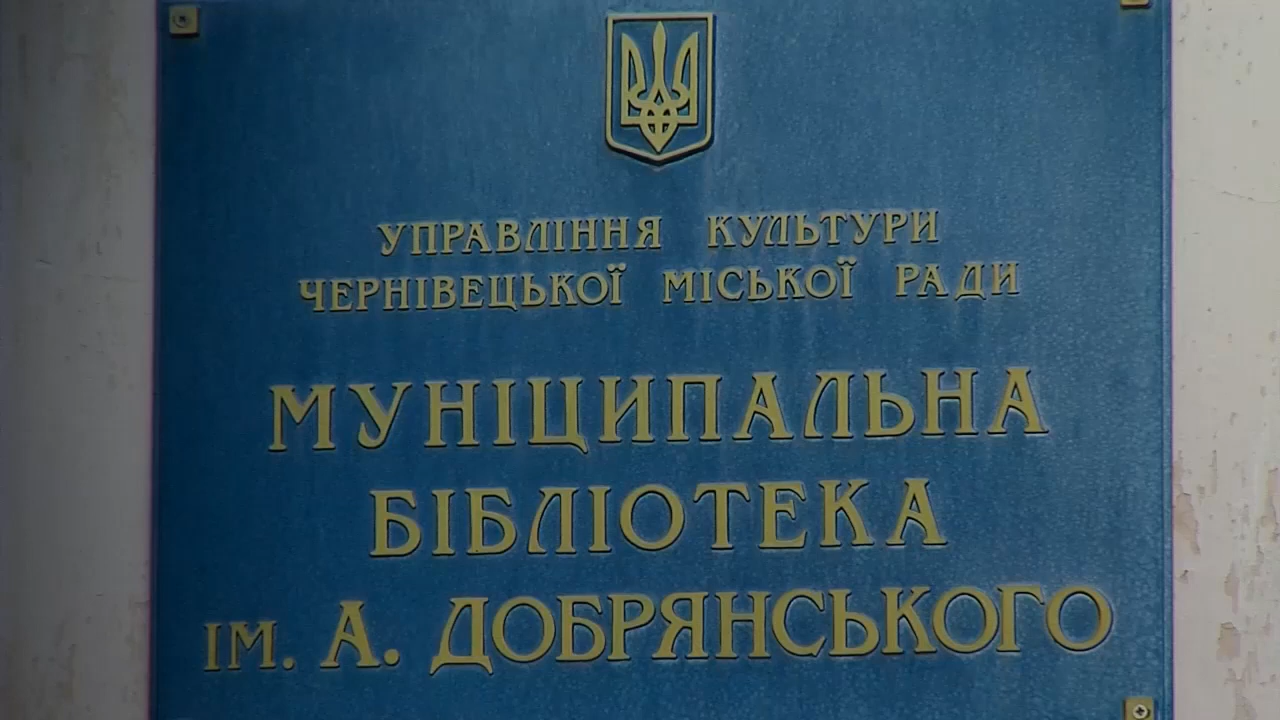 УПРАВЛІННЯ КУЛЬТУРИ
ЧЕРНІВЕЦЬКОЇ МІСЬКОЇ РАДИ
МУНІЦИПАЛЬНА
БІБЛІОТЕКА
ІМ. А. ДОБРЯНСЬКОГО